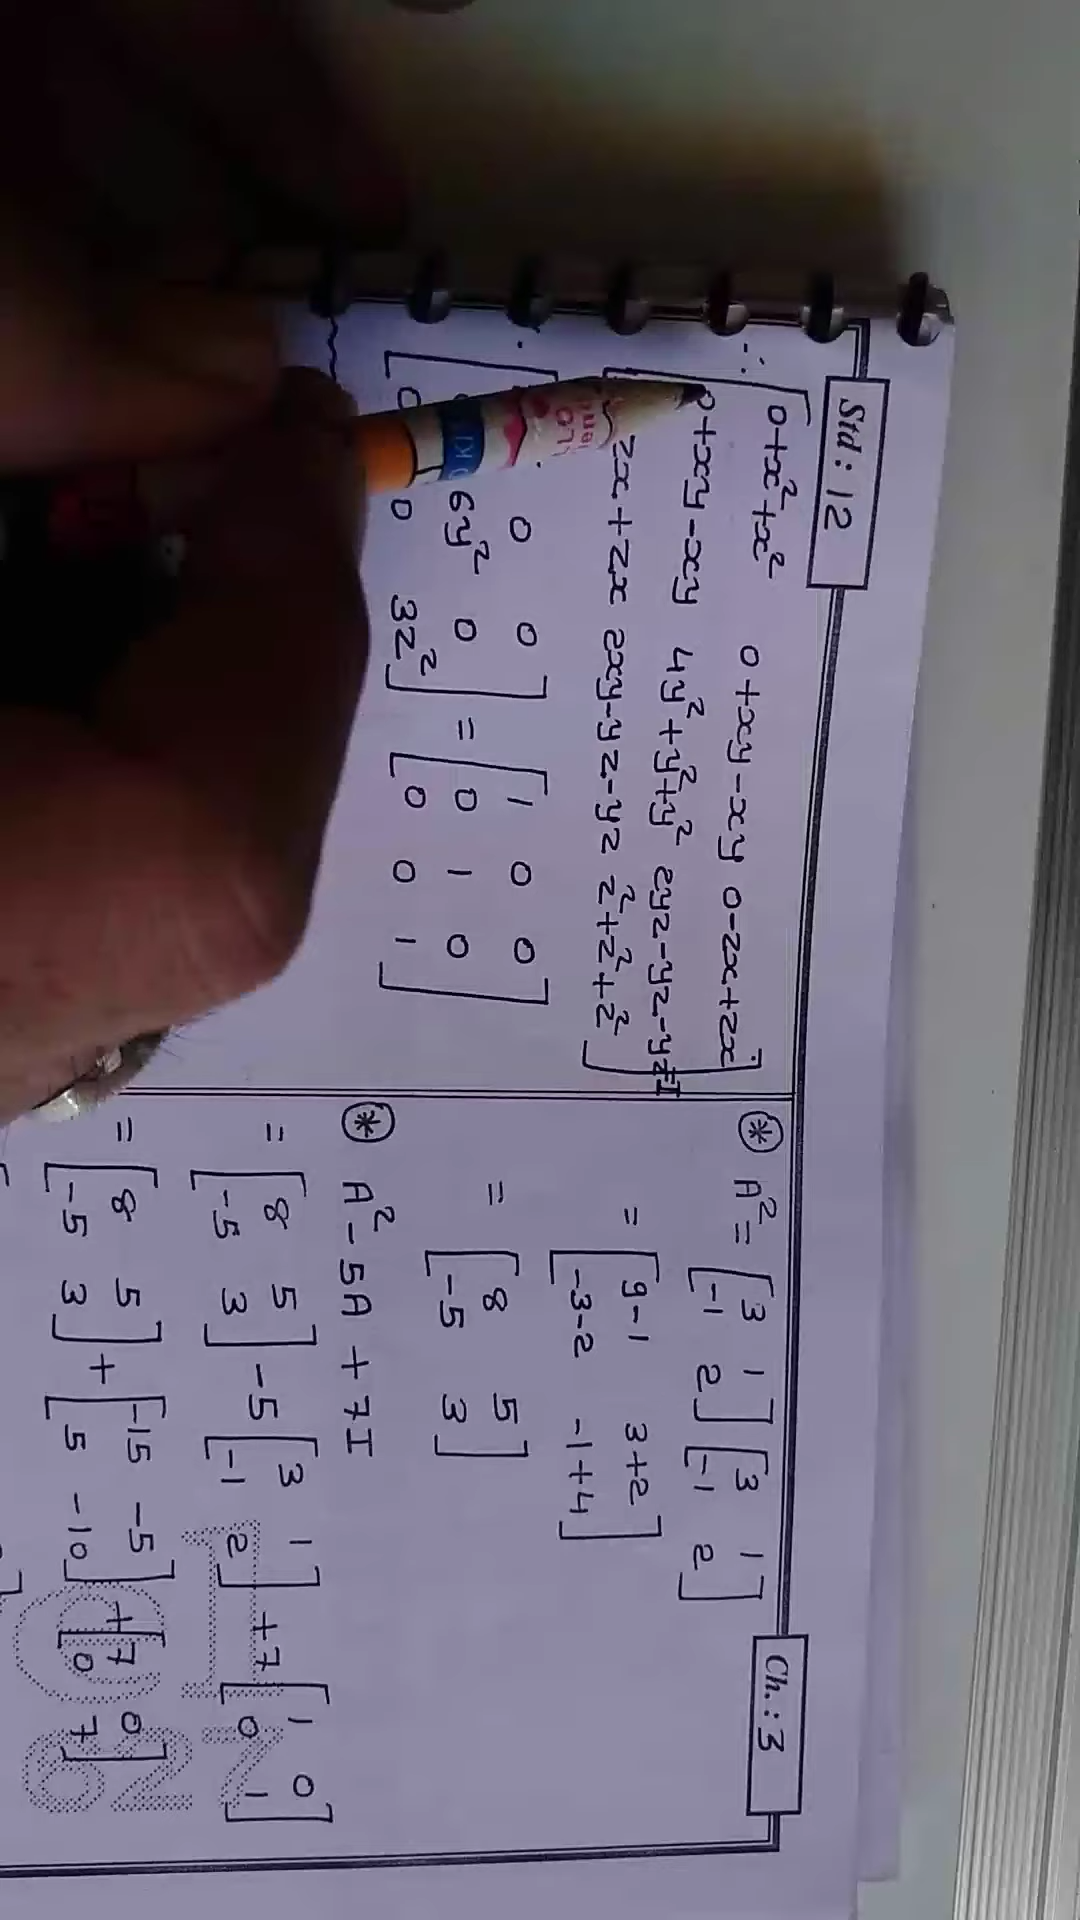 Std : 12
Ch. : 3
∴ [ 0+x²+x² 0+xy-xy 0-zx+zx
0+xy-xy 4y²+y²+y² 2yz-yz-yz
zx+zx 2xy-yz-yz z²+z²+z² ] =I
0 0
6y² 0
0 0 3z² ]
= [ 1 0 0
0 1 0
0 0 1 ]
⊛ A² = [ 3 1
-1 2 ] [ 3 1
-1 2 ]
= [ 9-1 3+2
-3-2 -1+4 ]
= [ 8 5
-5 3 ]
⊛ A² - 5A + 7I
= [ 8 5
-5 3 ] -5 [ 3 1
-1 2 ] +7 [ 1 0
0 1 ]
= [ 8 5
-5 3 ] + [ -15 -5
5 -10 ] + [ 7 0
0 7 ]